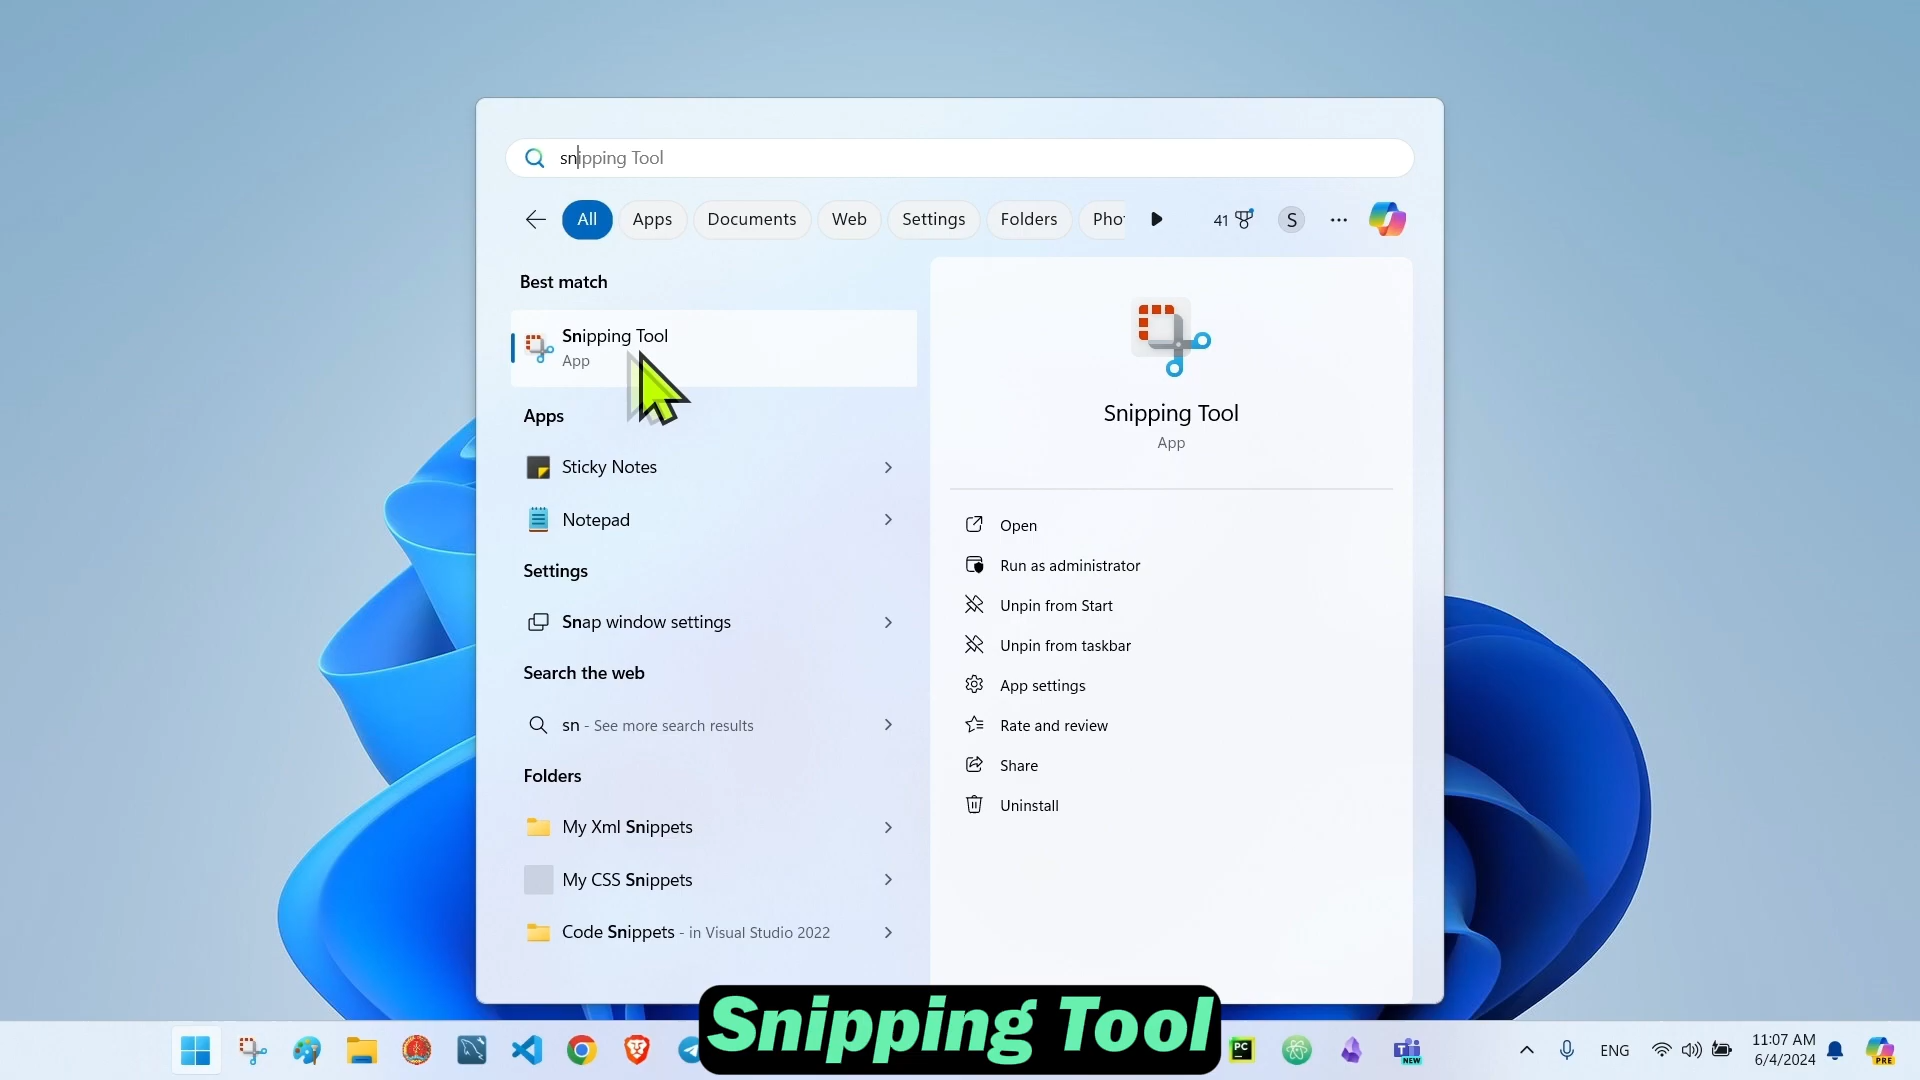 snipping Tool
All Apps Documents Web Settings Folders Pho 41 S
Best match
Snipping Tool
App
Apps
Sticky Notes
Notepad
Settings
Snap window settings
Search the web
sn - See more search results
Folders
My Xml Snippets
My CSS Snippets
Code Snippets - in Visual Studio 2022
Snipping Tool
App
Open
Run as administrator
Unpin from Start
Unpin from taskbar
App settings
Rate and review
Share
Uninstall
Snipping Tool
PC
NEW
ENG
11:07 AM
6/4/2024
PRE